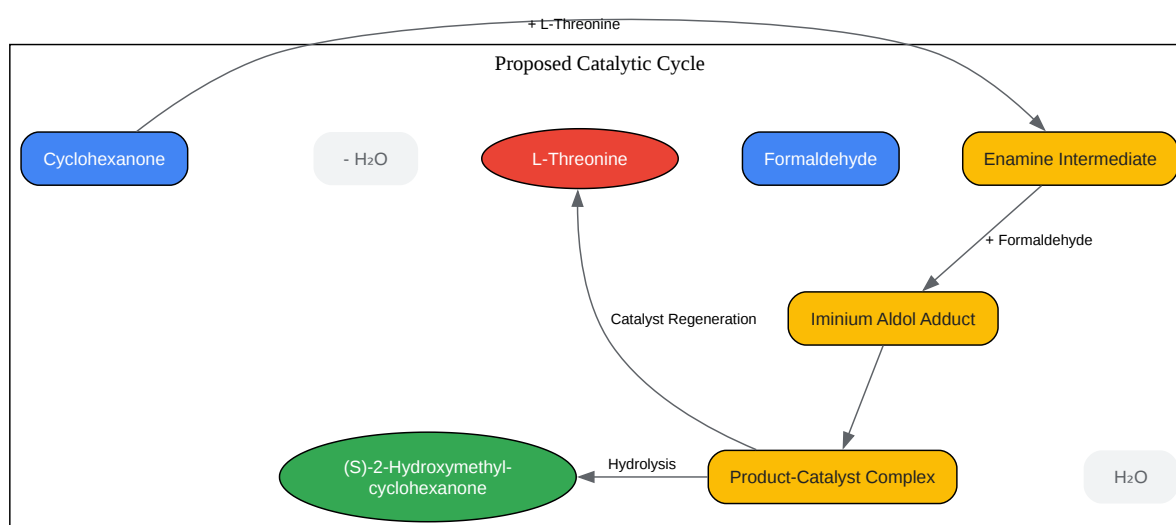 + L-Threonine
Proposed Catalytic Cycle
Cyclohexanone
- H₂O
L-Threonine
Formaldehyde
Enamine Intermediate
+ Formaldehyde
Iminium Aldol Adduct
Catalyst Regeneration
(S)-2-Hydroxymethyl-
cyclohexanone
Hydrolysis
Product-Catalyst Complex
H₂O